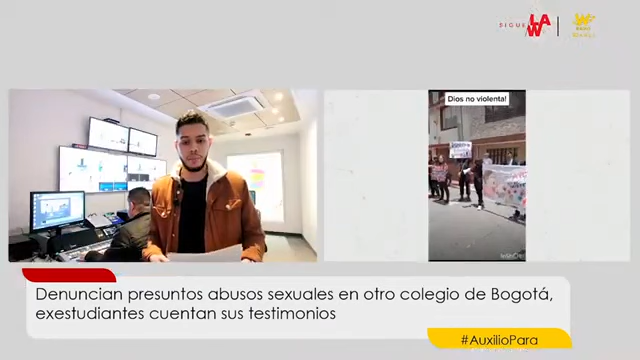 SIGUE LA W
W
RADIO
Dios no violenta!
Denuncian presuntos abusos sexuales en otro colegio de Bogotá,
exestudiantes cuentan sus testimonios
#AuxilioPara